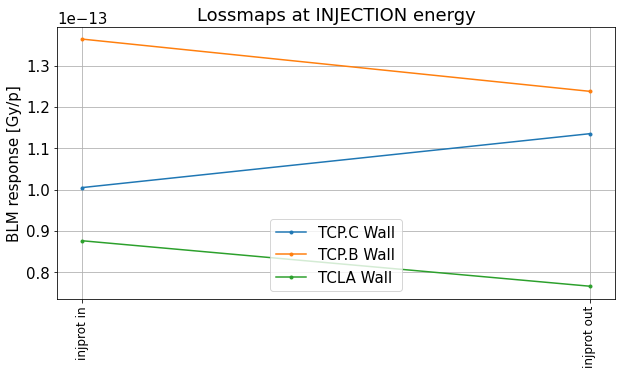 Lossmaps at INJECTION energy
1e−13
BLM response [Gy/p]
1.3
1.2
1.1
1.0
0.9
0.8
TCP.C Wall
TCP.B Wall
TCLA Wall
injprot in
injprot out